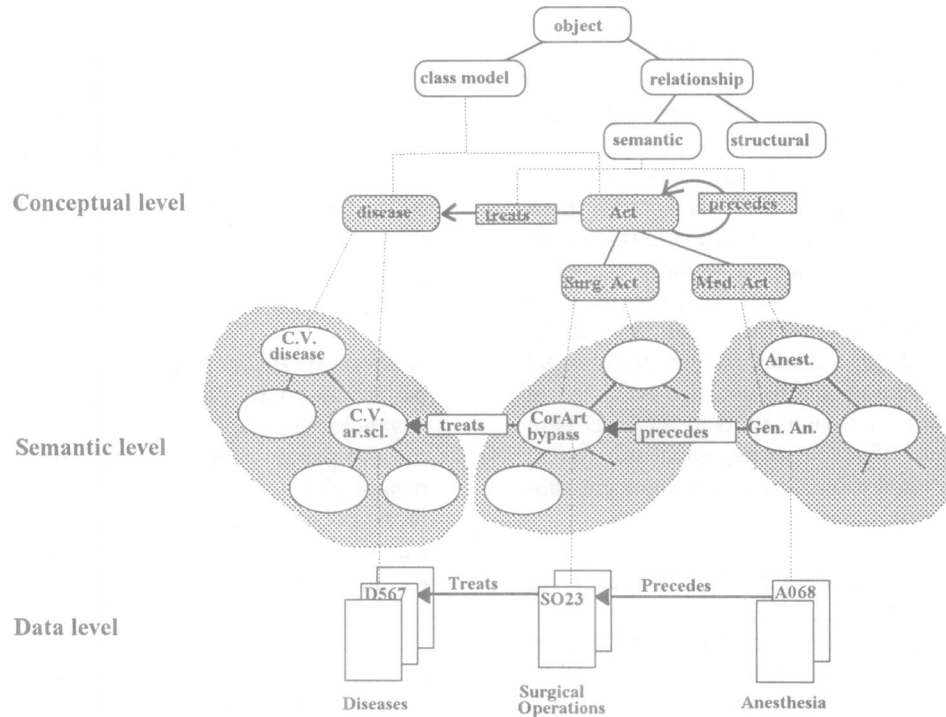 object
class model
relationship
semantic
structural
Conceptual level
disease
treats
Act
precedes
Surg. Act
Med. Act
C.V.
disease
Anest.
C.V.
ar.scl.
treats
CorArt
bypass
precedes
Gen. An.
Semantic level
D567
Treats
SO23
Precedes
A068
Data level
Diseases
Surgical
Operations
Anesthesia